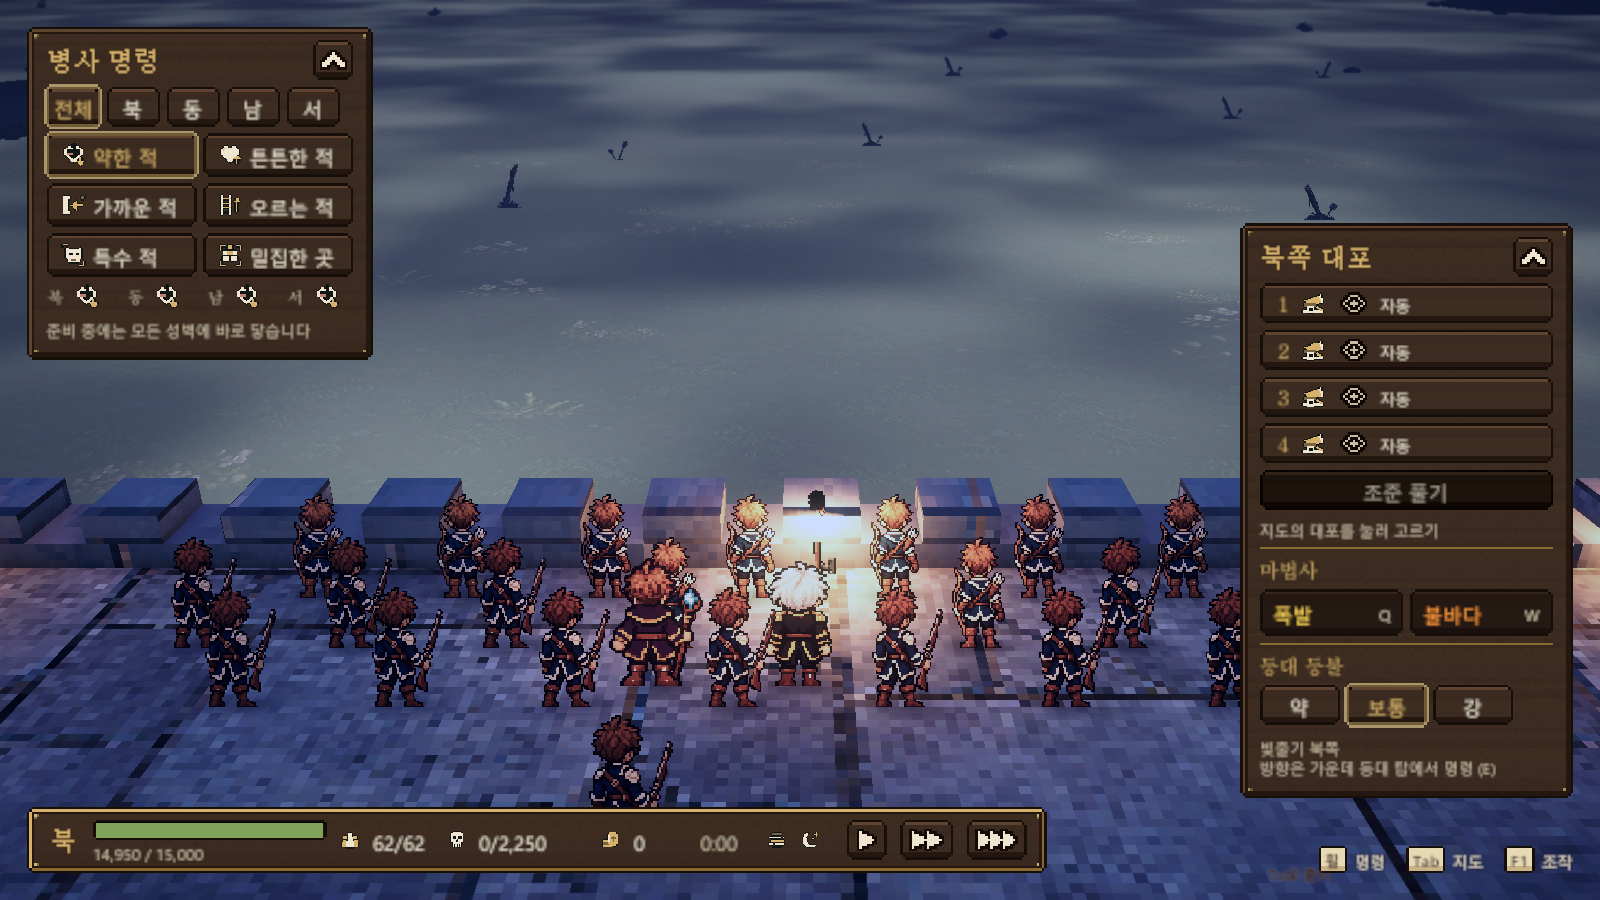 병사 명령
전체 북 동 남 서
약한 적 튼튼한 적
가까운 적 오르는 적
특수 적 밀집한 곳
북 동 남 서
준비 중에는 모든 성벽에 바로 닿습니다
북쪽 대포
1 자동
2 자동
3 자동
4 자동
조준 풀기
지도의 대포를 눌러 고르기
마법사
폭발 Q 불바다 W
등대 등불
약 보통 강
빛줄기 북쪽
방향은 가운데 등대 탑에서 명령 (E)
북 14,950 / 15,000 62/62 0/2,250 0 0:00
휠 명령 Tab 지도 F1 조작